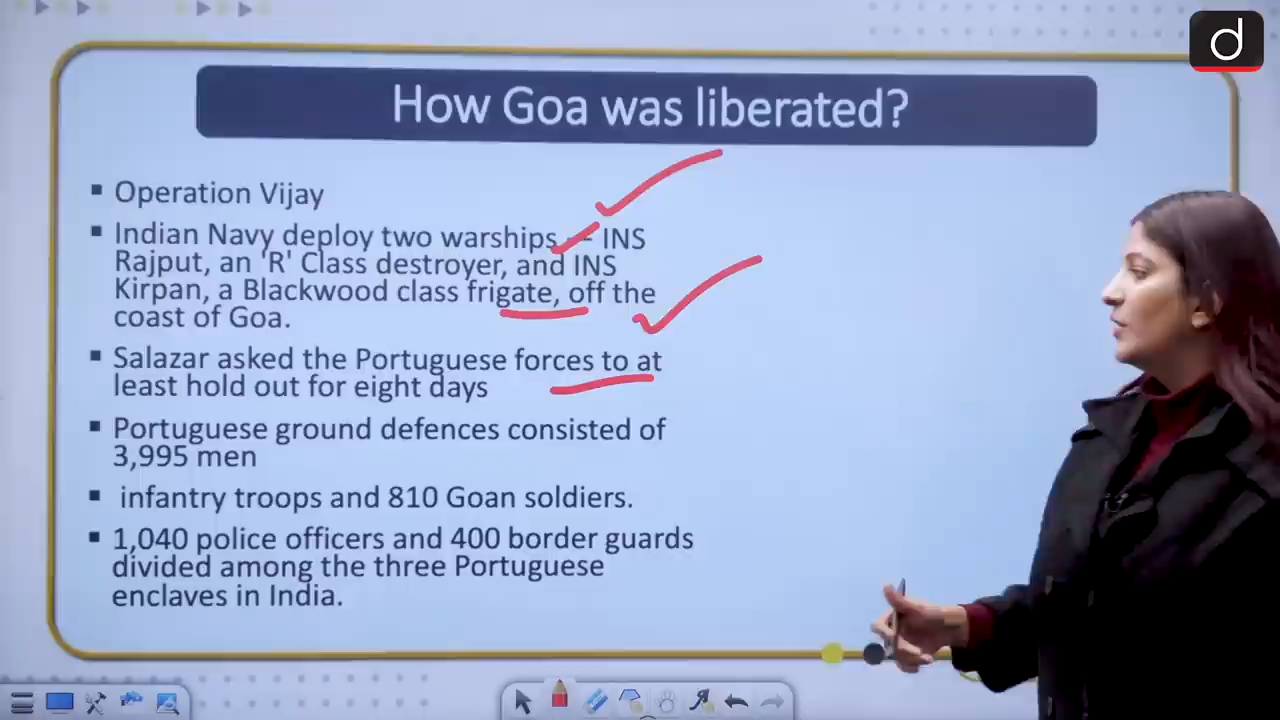 d
How Goa was liberated?
▪ Operation Vijay
▪ Indian Navy deploy two warships — INS
Rajput, an 'R' Class destroyer, and INS
Kirpan, a Blackwood class frigate, off the
coast of Goa.
▪ Salazar asked the Portuguese forces to at
least hold out for eight days
▪ Portuguese ground defences consisted of
3,995 men
▪ infantry troops and 810 Goan soldiers.
▪ 1,040 police officers and 400 border guards
divided among the three Portuguese
enclaves in India.